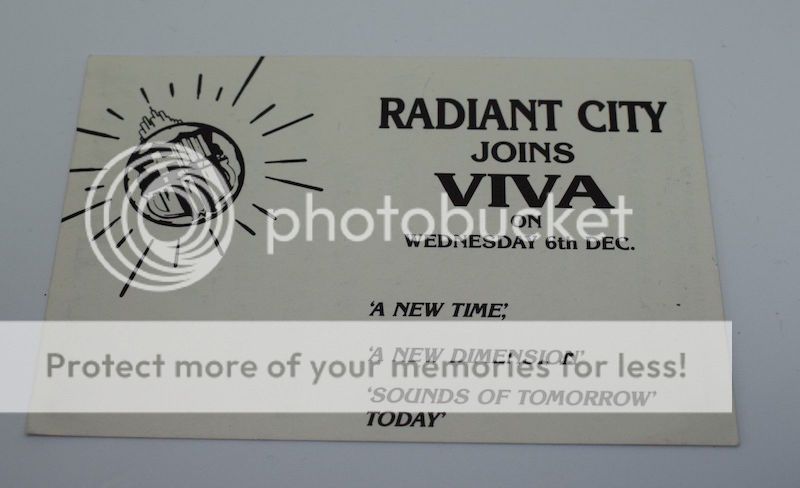 RADIANT CITY
JOINS
VIVA
ON
WEDNESDAY 6th DEC.
photobucket
'A NEW TIME',
'A NEW DIMENSION'
Protect more of your memories for less!
'SOUNDS OF TOMORROW'
TODAY'